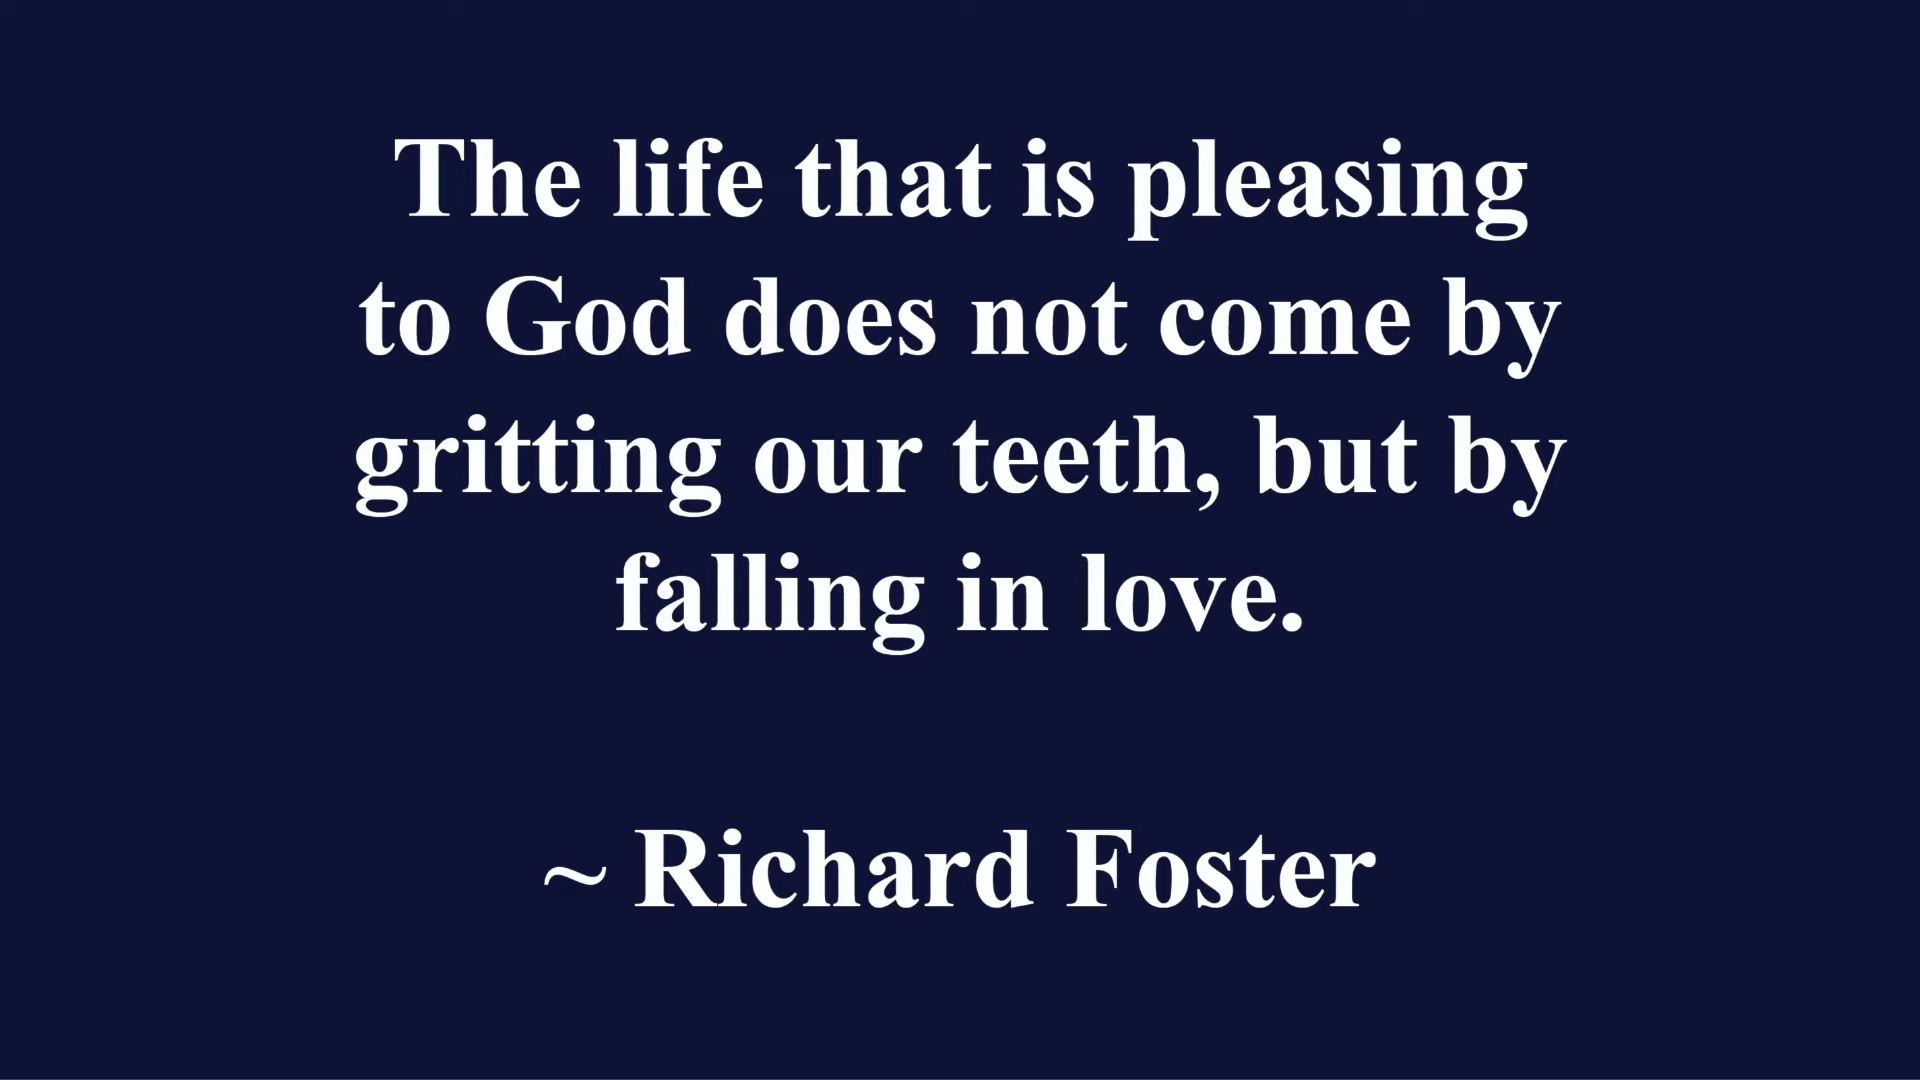 The life that is pleasing
to God does not come by
gritting our teeth, but by
falling in love.
~ Richard Foster